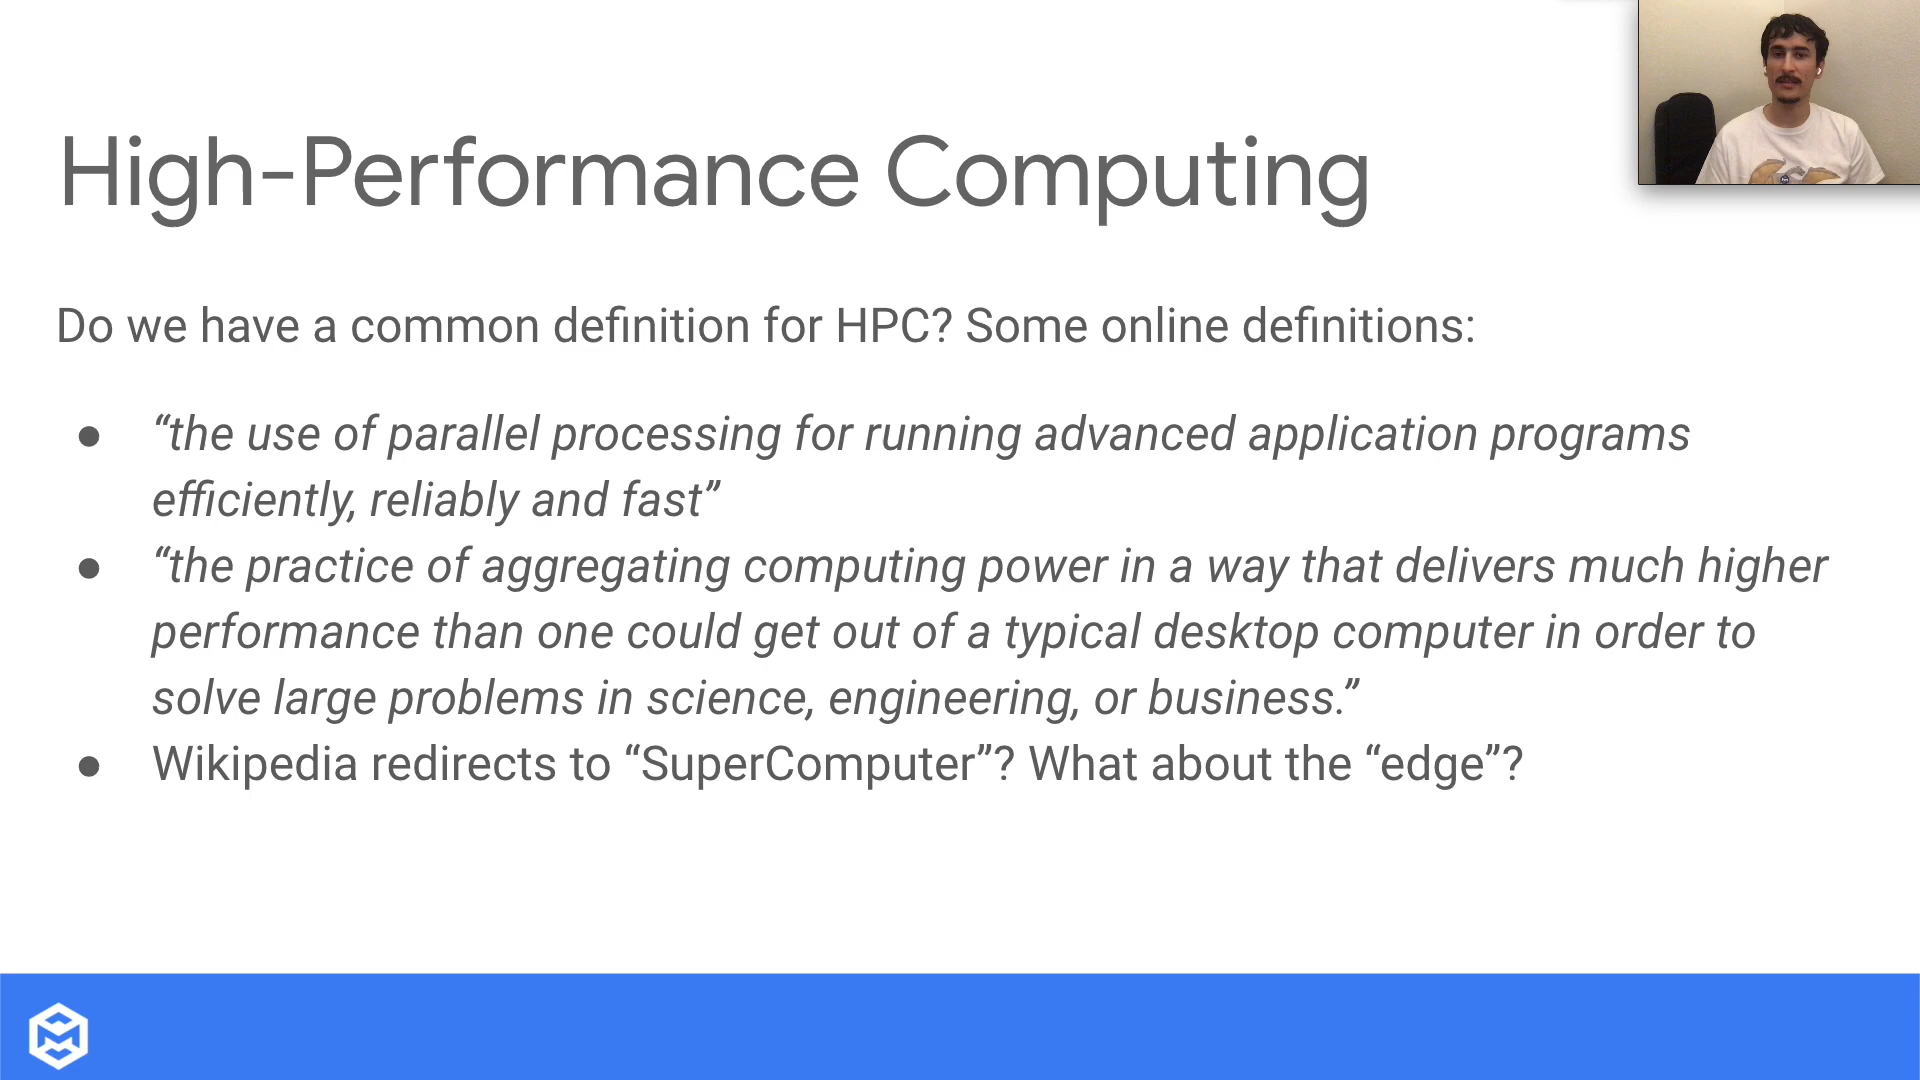 High-Performance Computing
Do we have a common definition for HPC? Some online definitions:
● “the use of parallel processing for running advanced application programs
efficiently, reliably and fast”
● “the practice of aggregating computing power in a way that delivers much higher
performance than one could get out of a typical desktop computer in order to
solve large problems in science, engineering, or business.”
● Wikipedia redirects to “SuperComputer”? What about the “edge”?